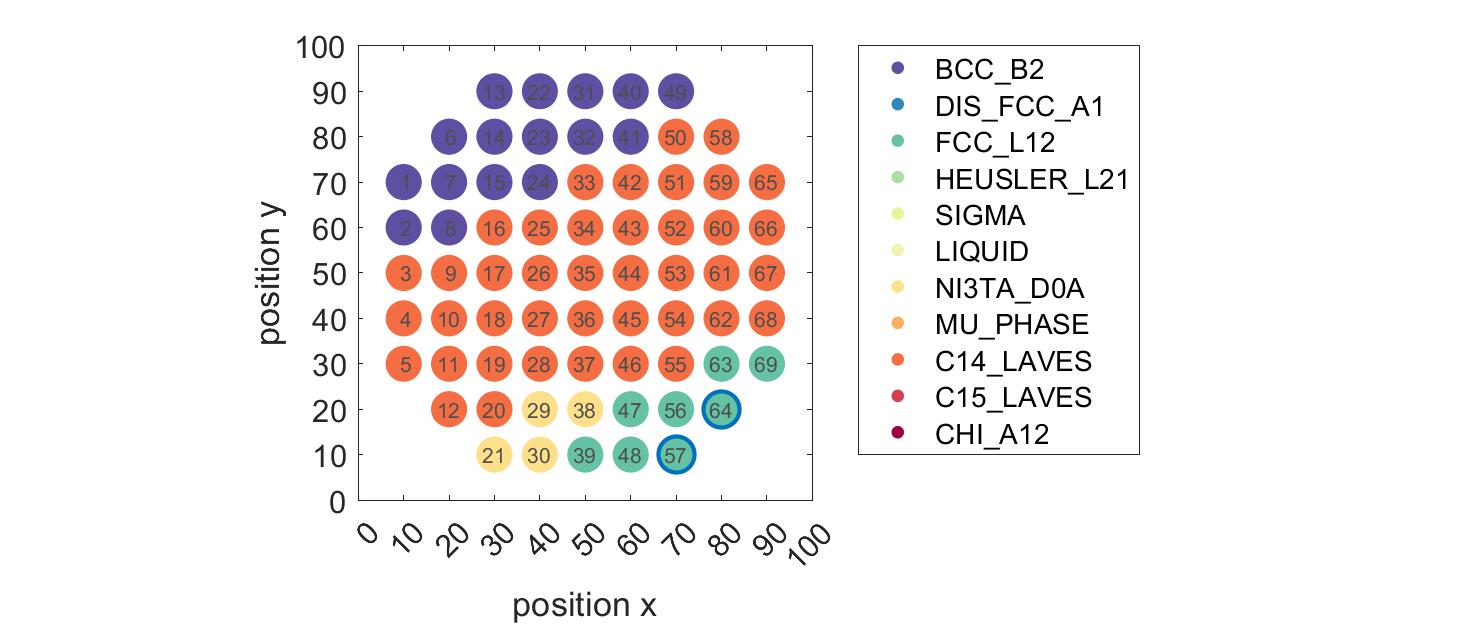 100
90
80
70
60
50
40
30
20
10
0
position y
13 22 31 40 49
6 14 23 32 41 50 58
1 7 15 24 33 42 51 59 65
2 8 16 25 34 43 52 60 66
3 9 17 26 35 44 53 61 67
4 10 18 27 36 45 54 62 68
5 11 19 28 37 46 55 63 69
12 20 29 38 47 56 64
21 30 39 48 57
0 10 20 30 40 50 60 70 80 90 100
position x
BCC_B2
DIS_FCC_A1
FCC_L12
HEUSLER_L21
SIGMA
LIQUID
NI3TA_D0A
MU_PHASE
C14_LAVES
C15_LAVES
CHI_A12